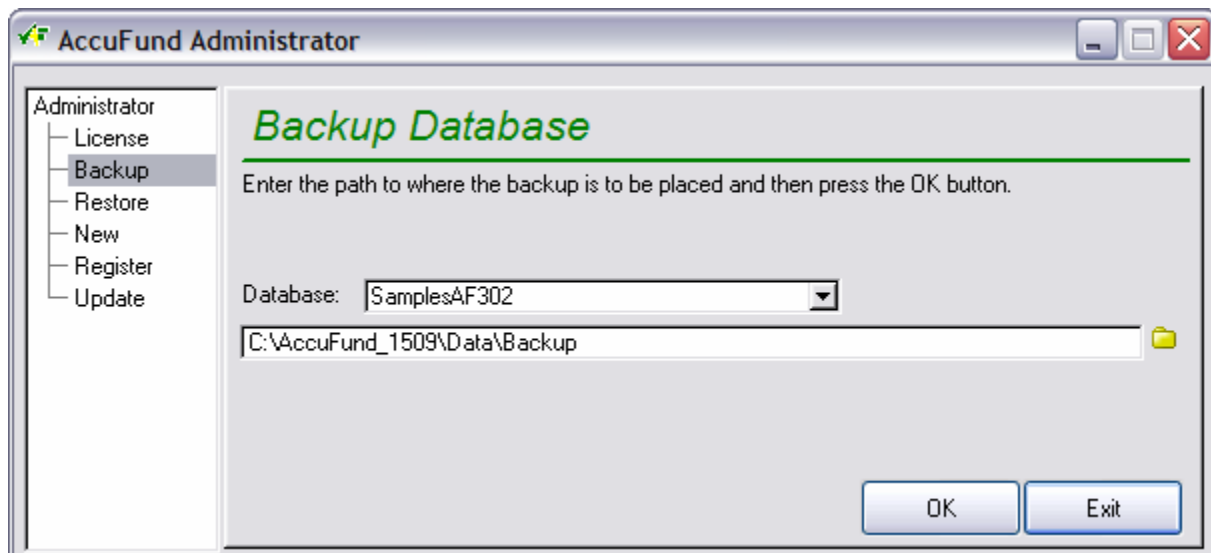 AccuFund Administrator
Administrator
License
Backup
Restore
New
Register
Update
Backup Database
Enter the path to where the backup is to be placed and then press the OK button.
Database: SamplesAF302
C:\AccuFund_1509\Data\Backup
OK Exit